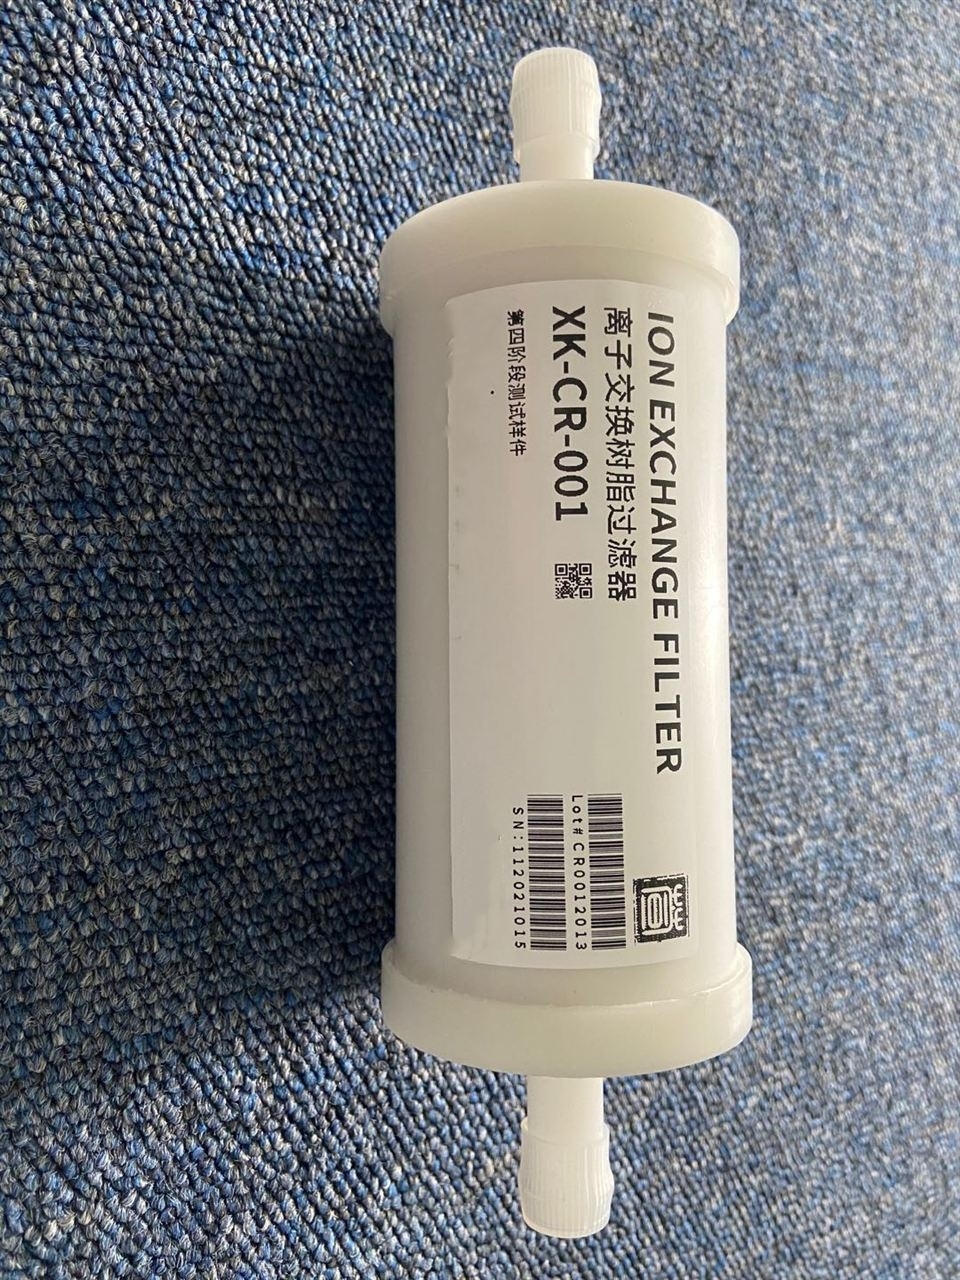 ION EXCHANGE FILTER
离子交换树脂过滤器
XK-CR-001
第四阶段测试样件
Lot#CR0012013
SN:112021015